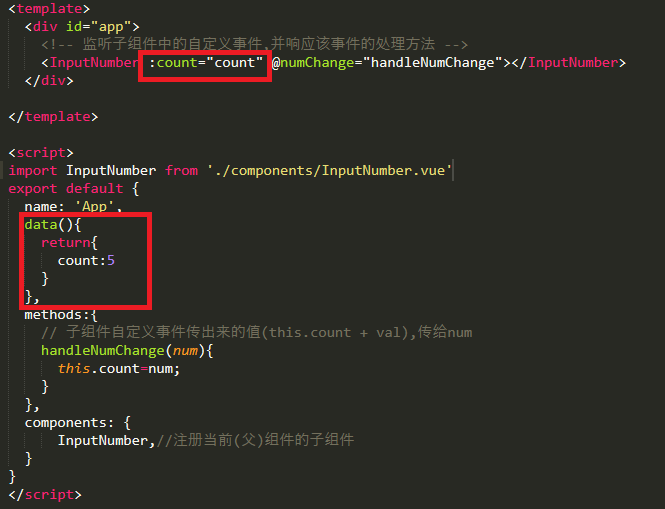 <template>
<div id="app">
<!-- 监听子组件中的自定义事件,并响应该事件的处理方法 -->
<InputNumber :count="count" @numChange="handleNumChange"></InputNumber>
</div>
</template>
<script>
import InputNumber from './components/InputNumber.vue'
export default {
name: 'App',
data(){
return{
count:5
}
},
methods:{
// 子组件自定义事件传出来的值(this.count + val),传给num
handleNumChange(num){
this.count=num;
}
},
components: {
InputNumber,//注册当前(父)组件的子组件
}
}
</script>